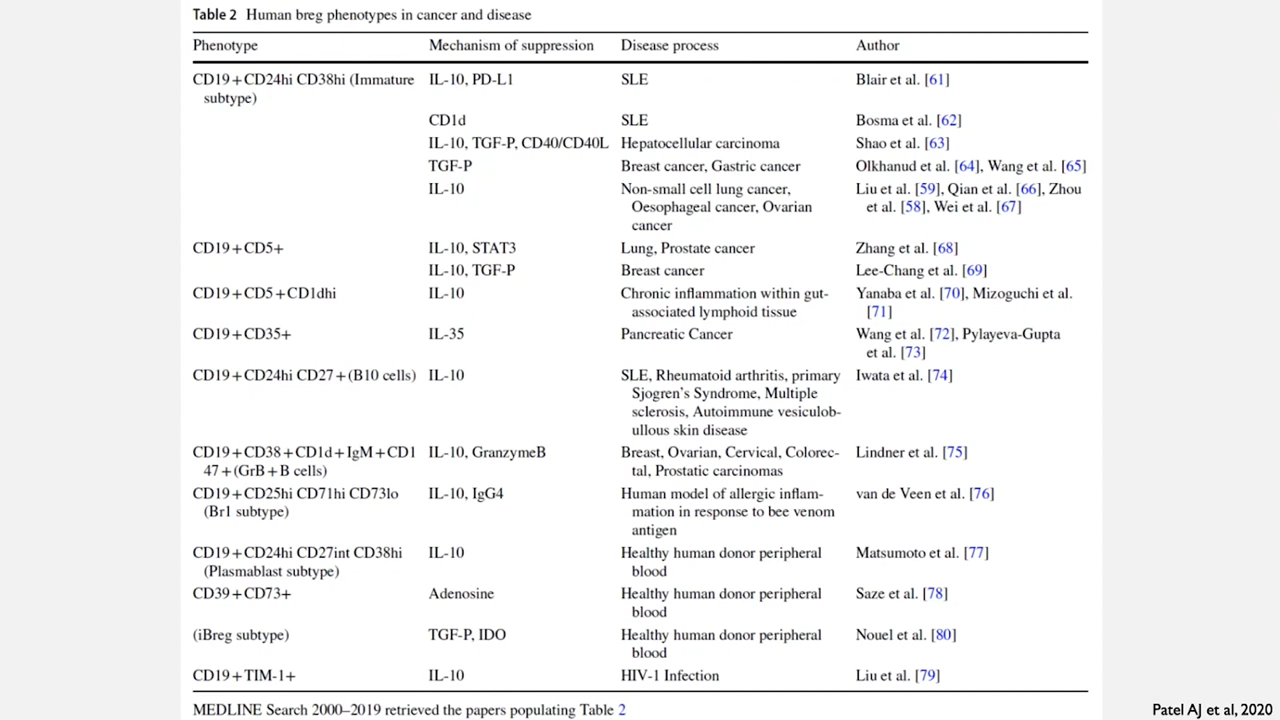 Table 2 Human breg phenotypes in cancer and disease
Phenotype Mechanism of suppression Disease process Author
CD19+CD24hi CD38hi (Immature IL-10, PD-L1 SLE Blair et al. [61]
subtype)
CD1d SLE Bosma et al. [62]
IL-10, TGF-P, CD40/CD40L Hepatocellular carcinoma Shao et al. [63]
TGF-P Breast cancer, Gastric cancer Olkhanud et al. [64], Wang et al. [65]
IL-10 Non-small cell lung cancer, Liu et al. [59], Qian et al. [66], Zhou
Oesophageal cancer, Ovarian et al. [58], Wei et al. [67]
cancer
CD19+CD5+ IL-10, STAT3 Lung, Prostate cancer Zhang et al. [68]
IL-10, TGF-P Breast cancer Lee-Chang et al. [69]
CD19+CD5+CD1dhi IL-10 Chronic inflammation within gut- Yanaba et al. [70], Mizoguchi et al.
associated lymphoid tissue [71]
CD19+CD35+ IL-35 Pancreatic Cancer Wang et al. [72], Pylayeva-Gupta
et al. [73]
CD19+CD24hi CD27+(B10 cells) IL-10 SLE, Rheumatoid arthritis, primary Iwata et al. [74]
Sjogren's Syndrome, Multiple
sclerosis, Autoimmune vesiculob-
ullous skin disease
CD19+CD38+CD1d+IgM+CD1 IL-10, GranzymeB Breast, Ovarian, Cervical, Colorec- Lindner et al. [75]
47+(GrB+B cells) tal, Prostatic carcinomas
CD19+CD25hi CD71hi CD73lo IL-10, IgG4 Human model of allergic inflam- van de Veen et al. [76]
(Br1 subtype) mation in response to bee venom
antigen
CD19+CD24hi CD27int CD38hi IL-10 Healthy human donor peripheral Matsumoto et al. [77]
(Plasmablast subtype) blood
CD39+CD73+ Adenosine Healthy human donor peripheral Saze et al. [78]
blood
(iBreg subtype) TGF-P, IDO Healthy human donor peripheral Nouel et al. [80]
blood
CD19+TIM-1+ IL-10 HIV-1 Infection Liu et al. [79]
MEDLINE Search 2000–2019 retrieved the papers populating Table 2
Patel AJ et al, 2020